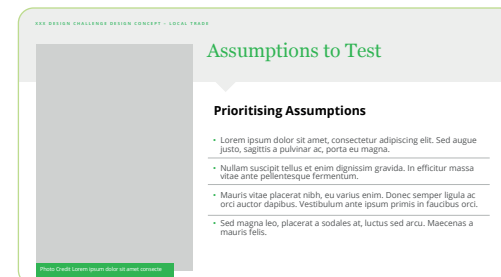 XXX DESIGN CHALLENGE DESIGN CONCEPT – LOCAL TRADE
Assumptions to Test
Prioritising Assumptions
• Lorem ipsum dolor sit amet, consectetur adipiscing elit. Sed augue
justo, sagittis a pulvinar ac, porta eu magna.
• Nullam suscipit tellus et enim dignissim gravida. In efficitur massa
vitae ante pellentesque fermentum.
• Mauris vitae placerat nibh, eu varius enim. Donec semper ligula ac
orci auctor dapibus. Vestibulum ante ipsum primis in faucibus orci.
• Sed magna leo, placerat a sodales at, luctus sed arcu. Maecenas a
mauris felis.
Photo Credit Lorem ipsum dolor sit amet consecte